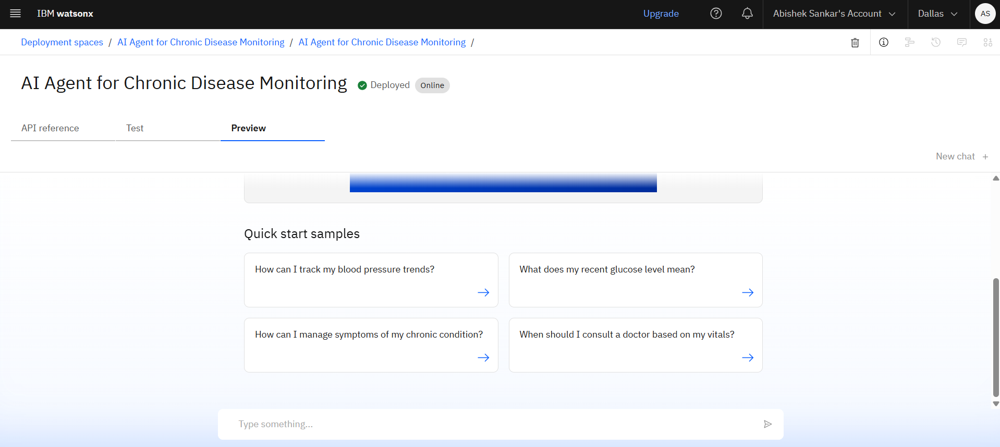 IBM watsonx
Upgrade
Abishek Sankar's Account
Dallas
AS
Deployment spaces / AI Agent for Chronic Disease Monitoring / AI Agent for Chronic Disease Monitoring /
AI Agent for Chronic Disease Monitoring
Deployed
Online
API reference
Test
Preview
New chat +
Quick start samples
How can I track my blood pressure trends?
What does my recent glucose level mean?
How can I manage symptoms of my chronic condition?
When should I consult a doctor based on my vitals?
Type something...